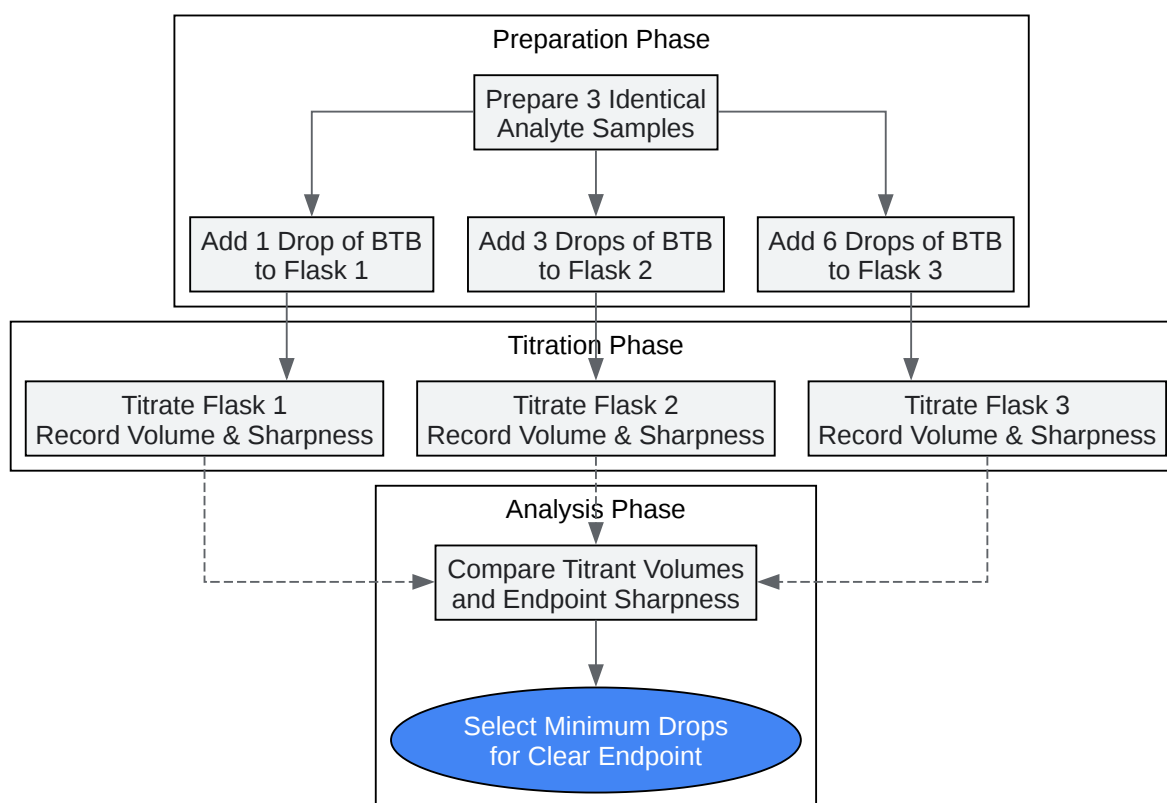 Preparation Phase
Prepare 3 Identical
Analyte Samples
Add 1 Drop of BTB
to Flask 1
Add 3 Drops of BTB
to Flask 2
Add 6 Drops of BTB
to Flask 3
Titration Phase
Titrate Flask 1
Record Volume & Sharpness
Titrate Flask 2
Record Volume & Sharpness
Titrate Flask 3
Record Volume & Sharpness
Analysis Phase
Compare Titrant Volumes
and Endpoint Sharpness
Select Minimum Drops
for Clear Endpoint